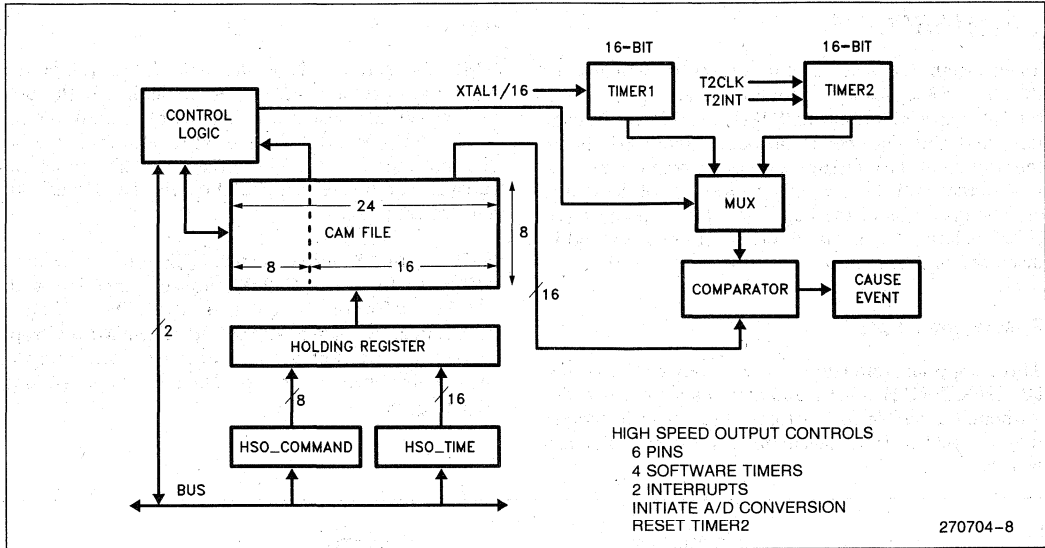 16-BIT
16-BIT
XTAL1/16
TIMER1
T2CLK
T2INT
TIMER2
CONTROL
LOGIC
MUX
24
CAM FILE
8
8
16
COMPARATOR
CAUSE
EVENT
16
2
HOLDING REGISTER
8
16
HSO_COMMAND
HSO_TIME
BUS
HIGH SPEED OUTPUT CONTROLS
6 PINS
4 SOFTWARE TIMERS
2 INTERRUPTS
INITIATE A/D CONVERSION
RESET TIMER2
270704-8